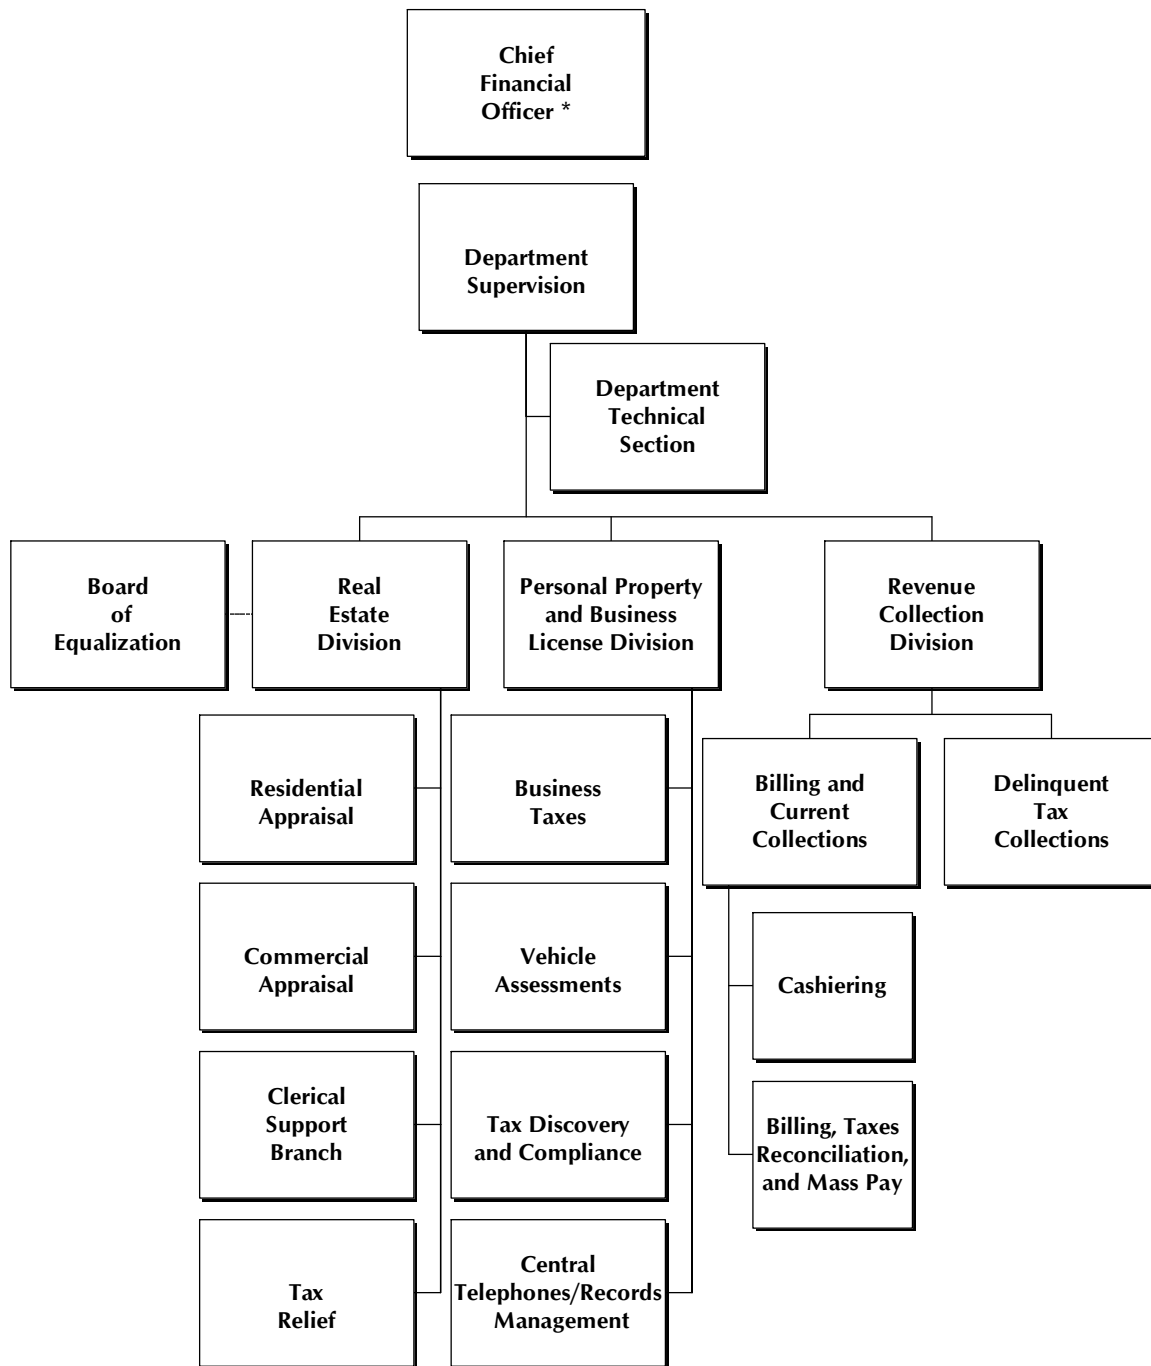 Chief
Financial
Officer *
Department
Supervision
Department
Technical
Section
Board
of
Equalization
Real
Estate
Division
Personal Property
and Business
License Division
Revenue
Collection
Division
Residential
Appraisal
Business
Taxes
Billing and
Current
Collections
Delinquent
Tax
Collections
Commercial
Appraisal
Vehicle
Assessments
Cashiering
Clerical
Support
Branch
Tax Discovery
and Compliance
Billing, Taxes
Reconciliation,
and Mass Pay
Tax
Relief
Central
Telephones/Records
Management